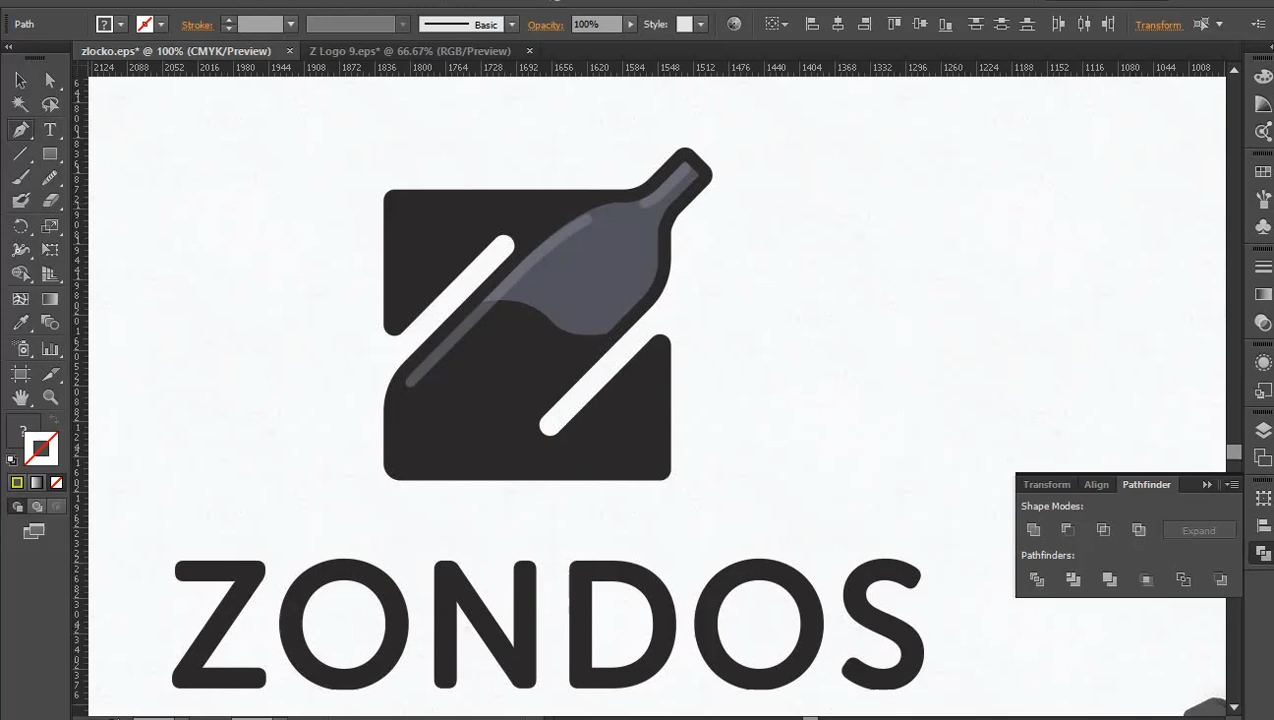 Path ? Stroke: Basic Opacity: 100% Style: Transform
zlocko.eps* @ 100% (CMYK/Preview) Z Logo 9.eps* @ 66.67% (RGB/Preview)
2124 2088 2052 2016 1980 1944 1908 1872 1836 1800 1764 1728 1692 1656 1620 1584 1548 1512 1476 1440 1404 1368 1332 1296 1260 1224 1188 1152 1116 1080 1044 1008
T
?
Transform Align Pathfinder
Shape Modes:
Expand
Pathfinders:
ZONDOS